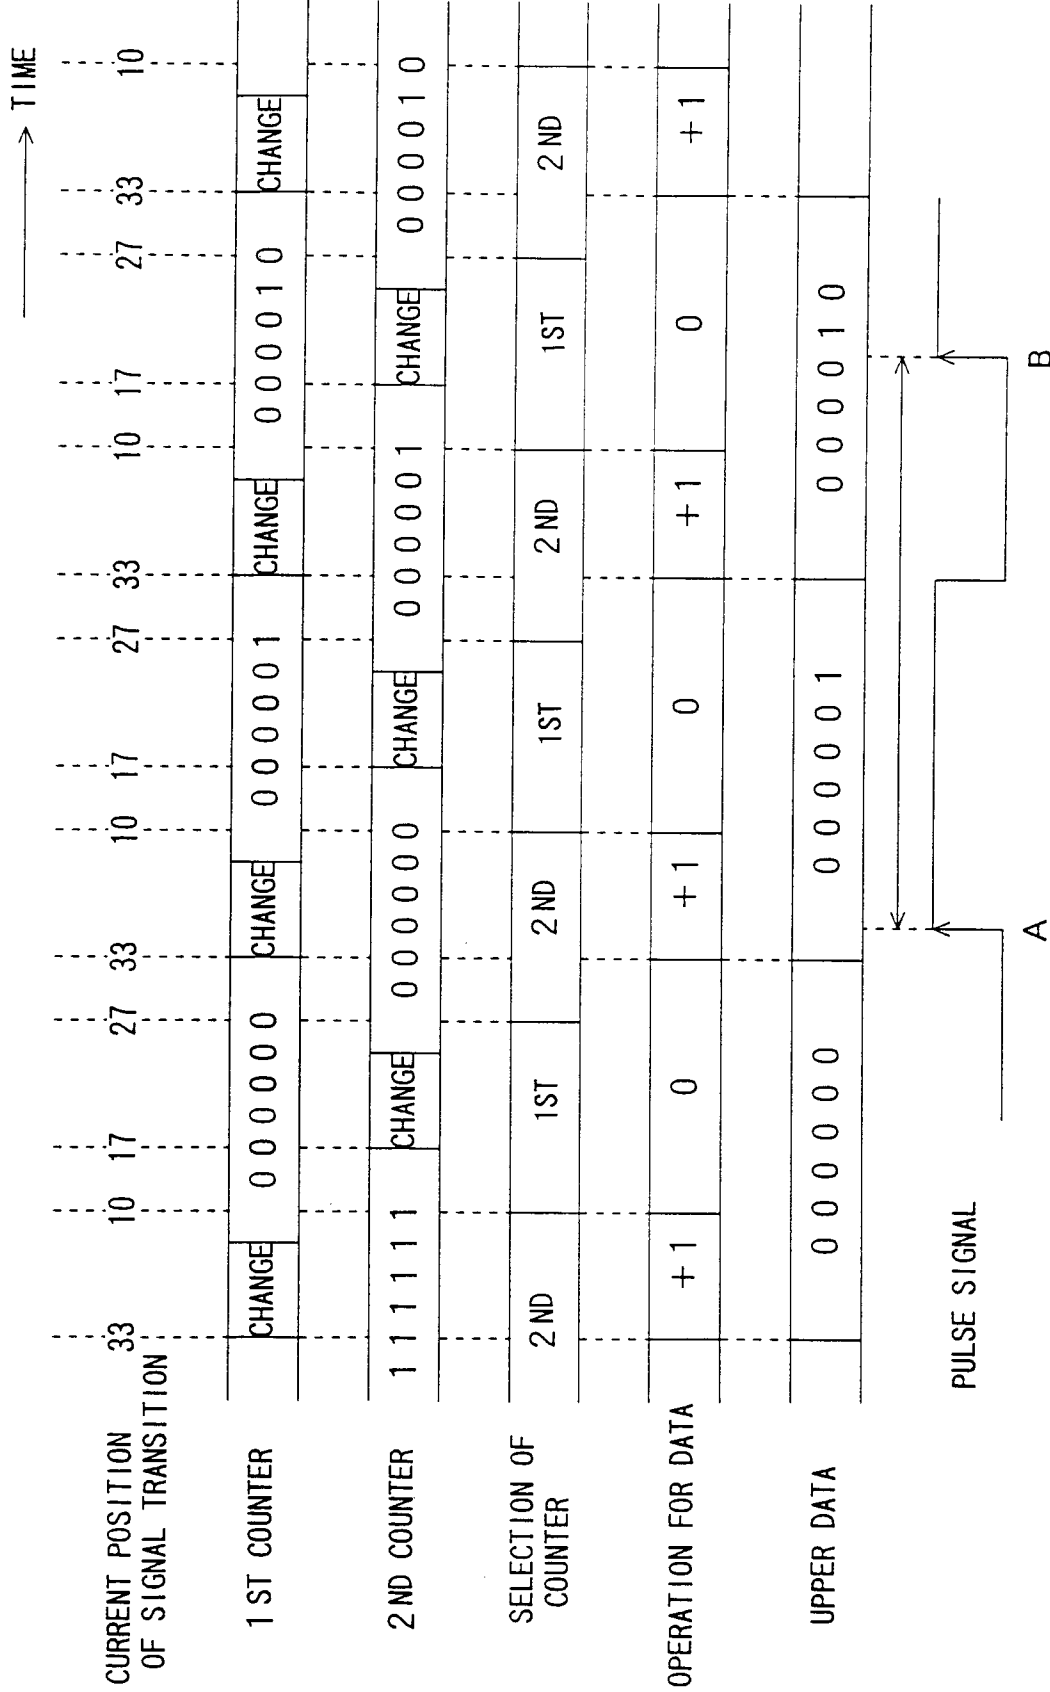 TIME
CURRENT POSITION
OF SIGNAL TRANSITION
33 10 17 27 33 10 17 27 33 10 17 27 33 10
1ST COUNTER
CHANGE 000000 CHANGE 000001 CHANGE 000010 CHANGE
2ND COUNTER
111111 CHANGE 000000 CHANGE 000001 CHANGE 000010
SELECTION OF
COUNTER
2ND 1ST 2ND 1ST 2ND 1ST 2ND
OPERATION FOR DATA
+1 0 +1 0 +1 0 +1
UPPER DATA
000000 000001 000010
PULSE SIGNAL
A B